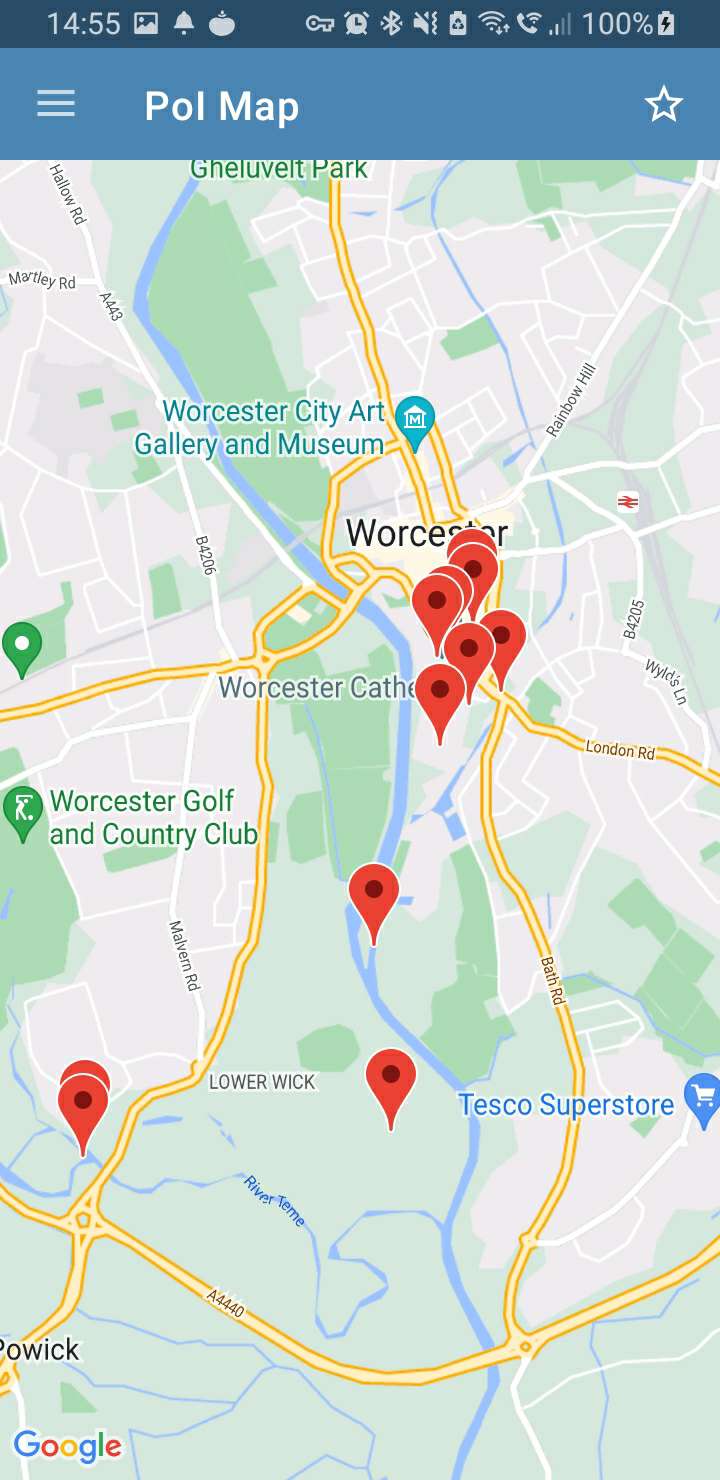 14:55
100%
PoI Map
Gheluvelt Park
Hallow Rd
Martley Rd
A443
Rainbow Hill
Worcester City Art
Gallery and Museum
Worcester
B4206
B4205
Wyld's Ln
Worcester Cathe
London Rd
Worcester Golf
and Country Club
Malvern Rd
Bath Rd
LOWER WICK
Tesco Superstore
River Teme
A4440
Powick
Google